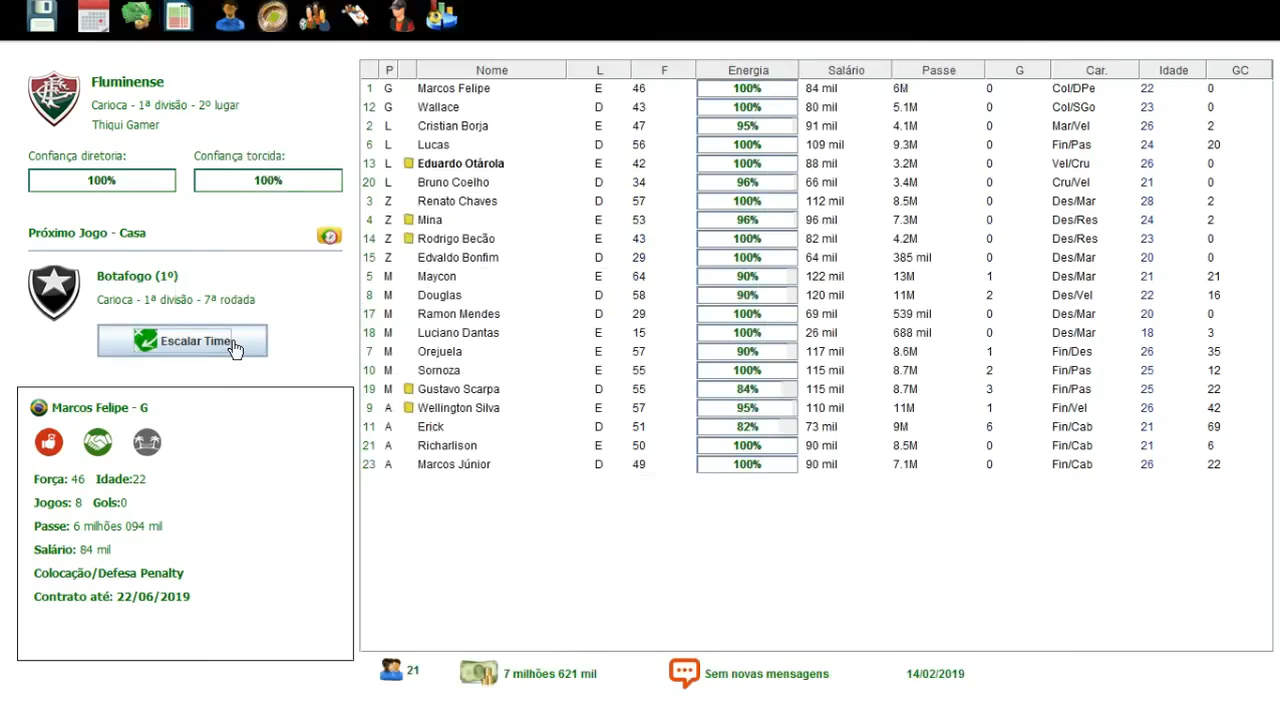 Fluminense
Carioca - 1ª divisão - 2º lugar
Thiqui Gamer
Confiança diretoria: Confiança torcida:
100% 100%
Próximo Jogo - Casa
Botafogo (1º)
Carioca - 1ª divisão - 7ª rodada
Escalar Time
Marcos Felipe - G
Força: 46 Idade:22
Jogos: 8 Gols:0
Passe: 6 milhões 094 mil
Salário: 84 mil
Colocação/Defesa Penalty
Contrato até: 22/06/2019
P Nome L F Energia Salário Passe G Car. Idade GC
1 G Marcos Felipe E 46 100% 84 mil 6M 0 Col/DPe 22 0
12 G Wallace D 43 100% 80 mil 5.1M 0 Col/SGo 23 0
2 L Cristian Borja E 47 95% 91 mil 4.1M 0 Mar/Vel 26 2
6 L Lucas D 56 100% 109 mil 9.3M 0 Fin/Pas 24 20
13 L Eduardo Otárola E 42 100% 88 mil 3.2M 0 Vel/Cru 26 0
20 L Bruno Coelho D 34 96% 66 mil 3.4M 0 Cru/Vel 21 0
3 Z Renato Chaves D 57 100% 112 mil 8.5M 0 Des/Mar 28 2
4 Z Mina E 53 96% 96 mil 7.3M 0 Des/Res 24 2
14 Z Rodrigo Becão E 43 100% 82 mil 4.2M 0 Des/Res 23 0
15 Z Edvaldo Bonfim D 29 100% 64 mil 385 mil 0 Des/Mar 20 0
5 M Maycon E 64 90% 122 mil 13M 1 Des/Mar 21 21
8 M Douglas D 58 90% 120 mil 11M 2 Des/Vel 22 16
17 M Ramon Mendes D 29 100% 69 mil 539 mil 0 Des/Mar 20 0
18 M Luciano Dantas E 15 100% 26 mil 688 mil 0 Des/Mar 18 3
7 M Orejuela E 57 90% 117 mil 8.6M 1 Fin/Des 26 35
10 M Sornoza E 55 100% 115 mil 8.7M 2 Fin/Pas 25 12
19 M Gustavo Scarpa D 55 84% 115 mil 8.7M 3 Fin/Pas 25 22
9 A Wellington Silva E 57 95% 110 mil 11M 1 Fin/Vel 26 42
11 A Erick D 51 82% 73 mil 9M 6 Fin/Cab 21 69
21 A Richarlison E 50 100% 90 mil 8.5M 0 Fin/Cab 21 6
23 A Marcos Júnior D 49 100% 90 mil 7.1M 0 Fin/Cab 26 22
21 7 milhões 621 mil Sem novas mensagens 14/02/2019